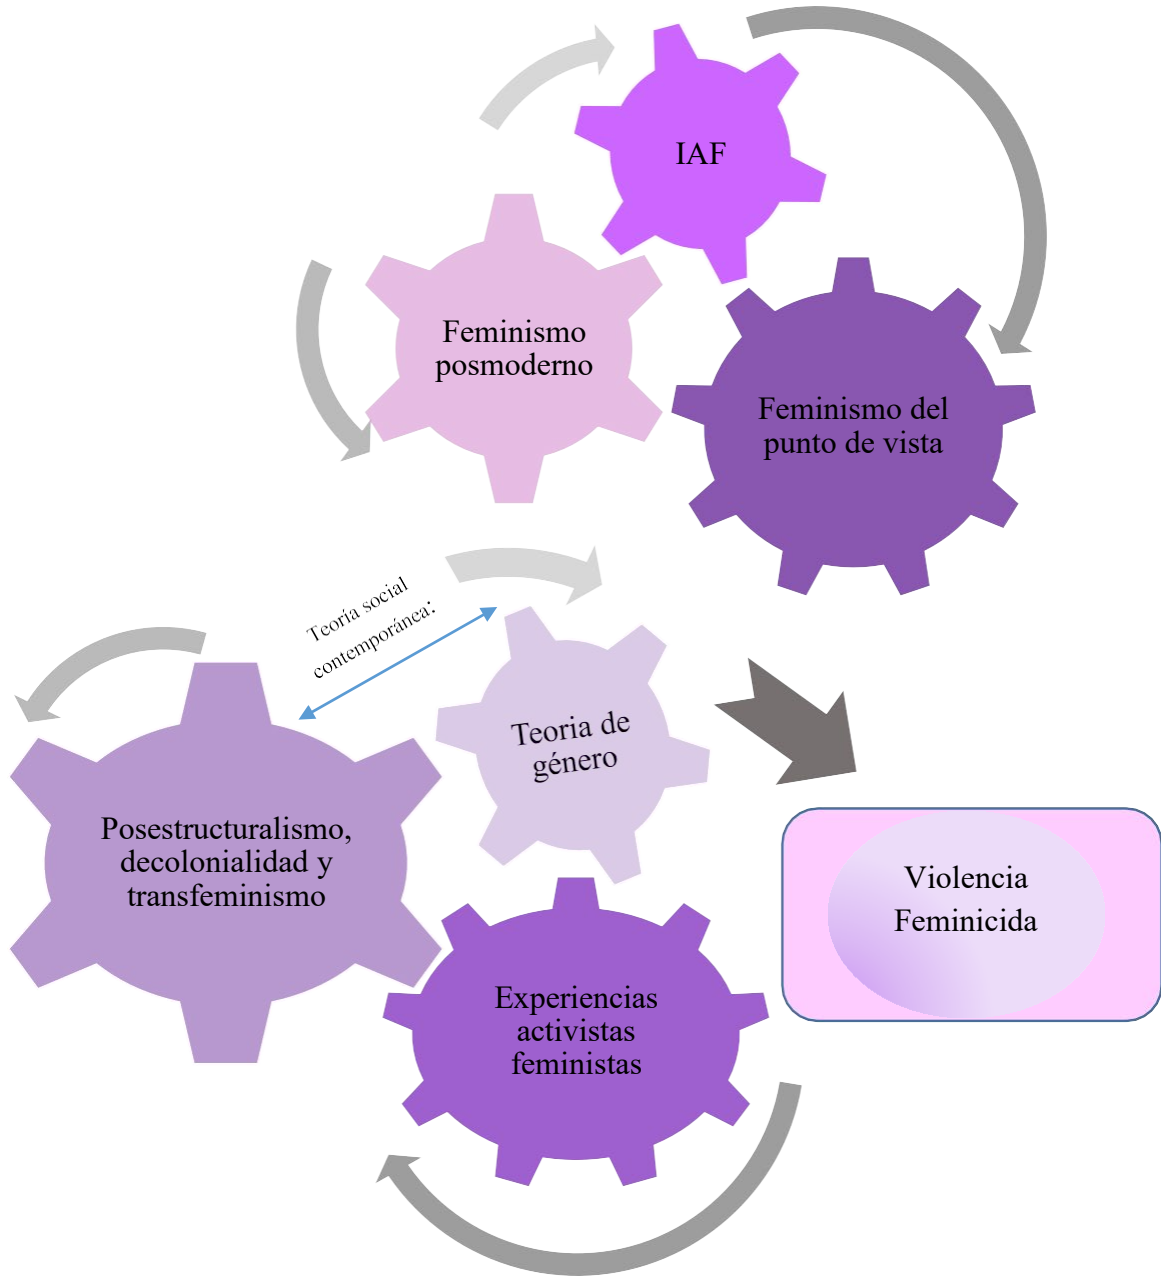 IAF
Feminismo
posmoderno
Feminismo del
punto de vista
Teoría social
contemporánea:
Teoria de
género
Posestructuralismo,
decolonialidad y
transfeminismo
Violencia
Feminicida
Experiencias
activistas
feministas